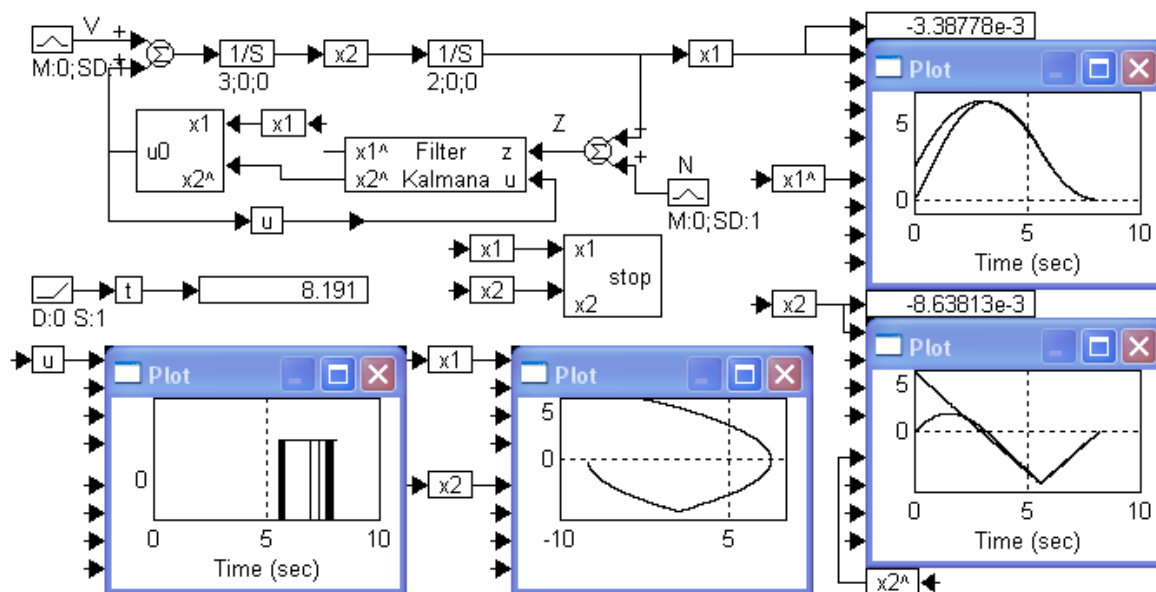 V + -3.38778e-3
+ Σ 1/S x2 1/S x1
M:0;SD:1 3;0;0 2;0;0
Plot
5
0
0 5 10
Time (sec)
x1 x1
u0
x2^
x1^ Filter z
x2^ Kalmana u
Z Σ + +
N
M:0;SD:1
u
x1^
x1 x1
stop
x2 x2
t 8.191
D:0 S:1
x2 -8.63813e-3
Plot
5
0
0 5 10
Time (sec)
x2^
u
Plot
0
0 5 10
Time (sec)
x1
x2
Plot
5
0
-10 5